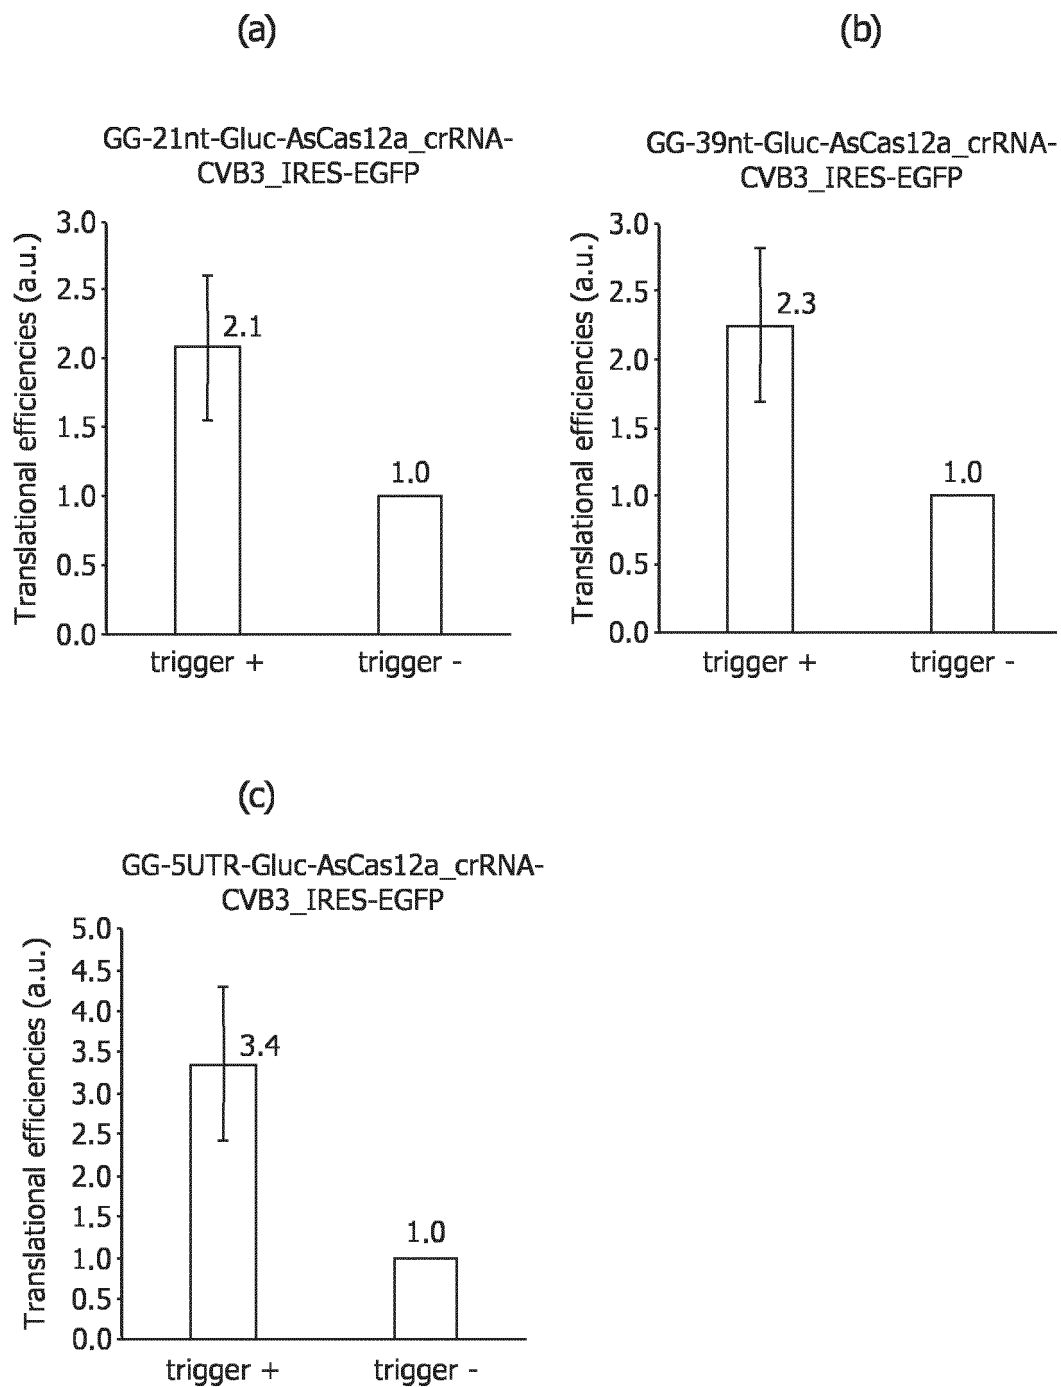 (a)
GG-21nt-Gluc-AsCas12a_crRNA-
CVB3_IRES-EGFP
Translational efficiencies (a.u.)
3.0
2.5
2.0
1.5
1.0
0.5
0.0
2.1
1.0
trigger +
trigger -
(b)
GG-39nt-Gluc-AsCas12a_crRNA-
CVB3_IRES-EGFP
Translational efficiencies (a.u.)
3.0
2.5
2.0
1.5
1.0
0.5
0.0
2.3
1.0
trigger +
trigger -
(c)
GG-5UTR-Gluc-AsCas12a_crRNA-
CVB3_IRES-EGFP
Translational efficiencies (a.u.)
5.0
4.5
4.0
3.5
3.0
2.5
2.0
1.5
1.0
0.5
0.0
3.4
1.0
trigger +
trigger -